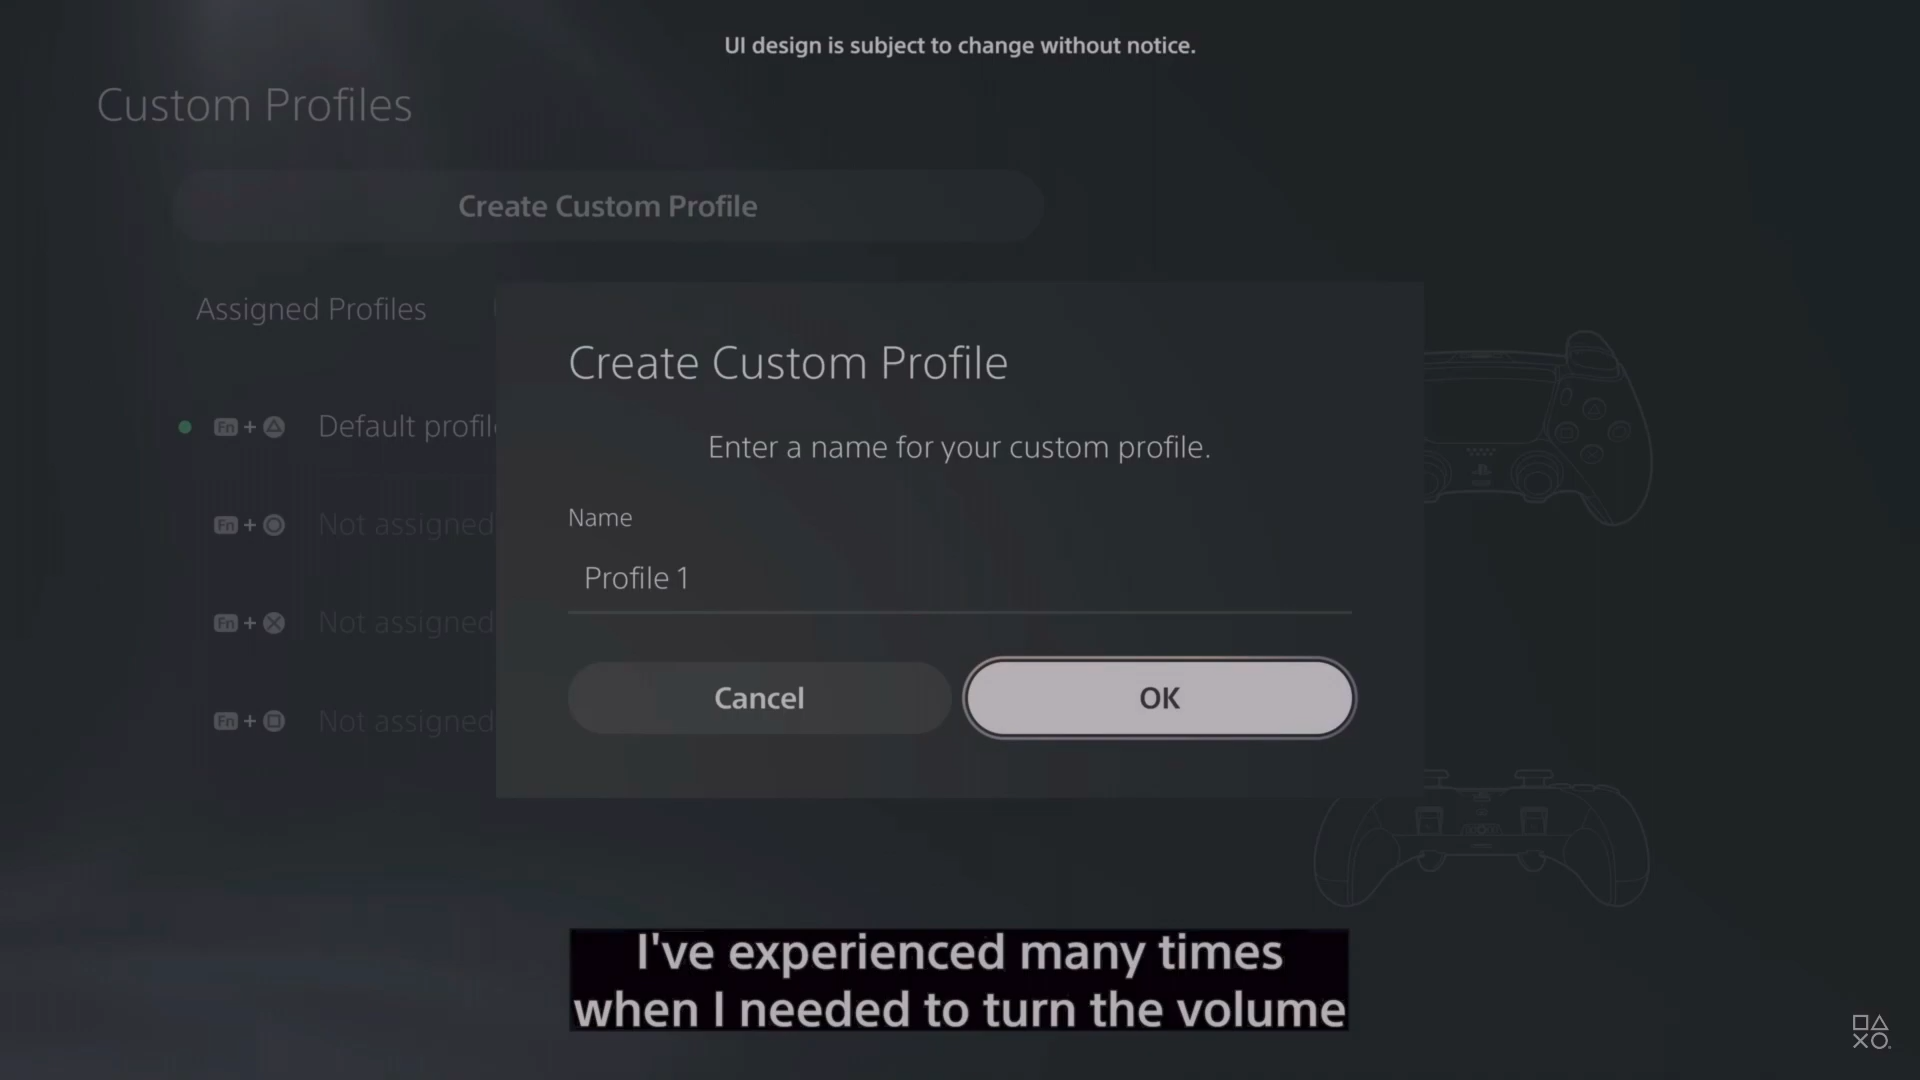 UI design is subject to change without notice.
Custom Profiles
Create Custom Profile
Assigned Profiles
Fn + Default profile
Fn + Not assigned
Fn + Not assigned
Fn + Not assigned
Create Custom Profile
Enter a name for your custom profile.
Name
Profile 1
Cancel
OK
I've experienced many times
when I needed to turn the volume